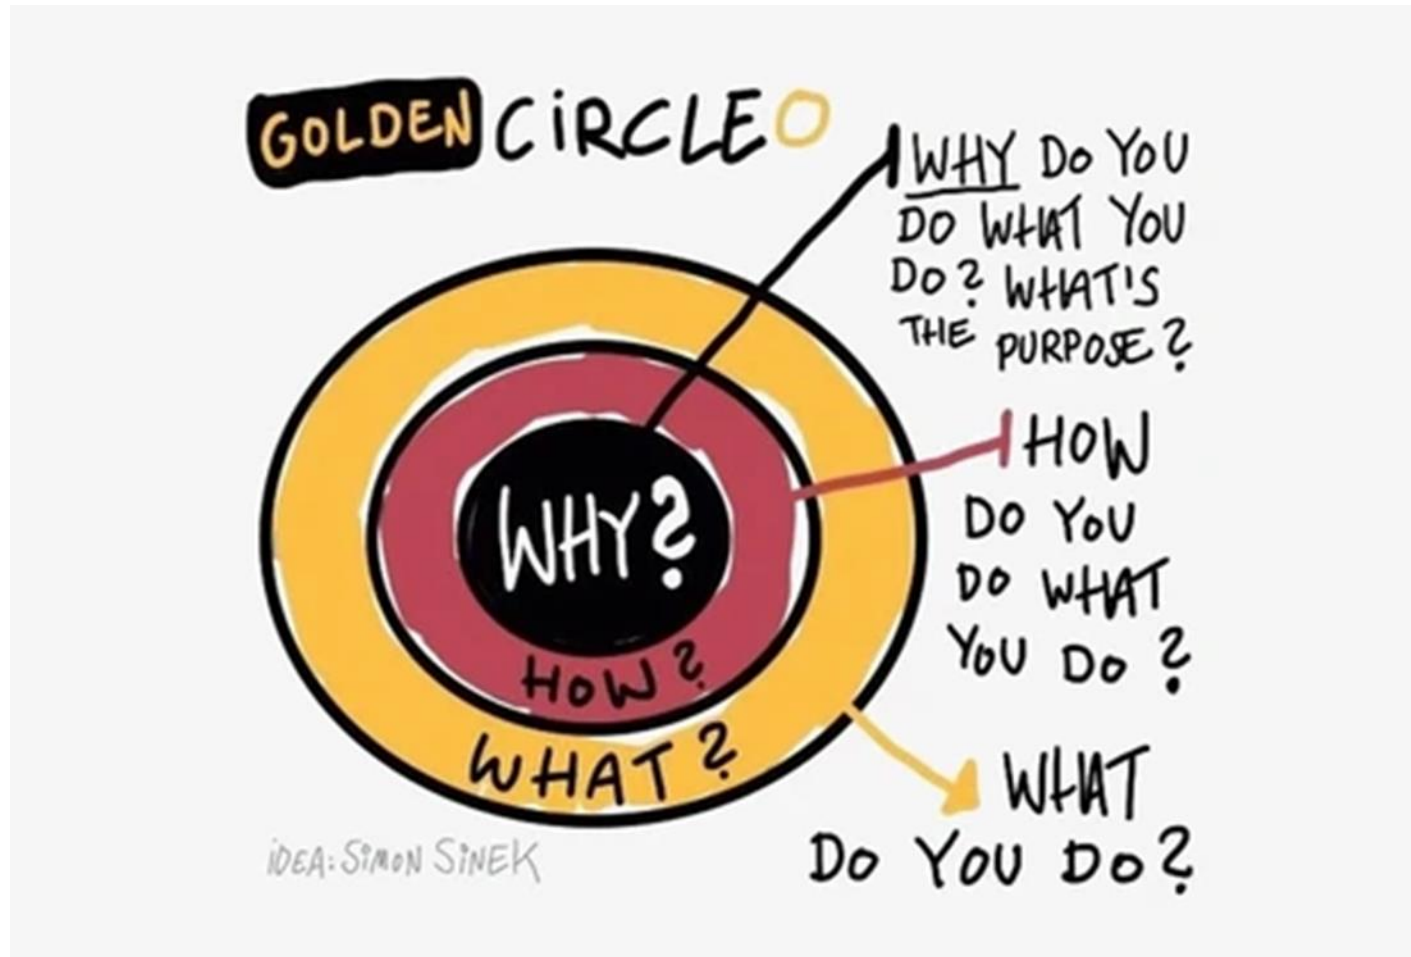 GOLDEN CiRCLE
WHY DO YOU
DO WHAT YOU
DO? WHAT'S
THE PURPOSE?
HOW
DO YOU
DO WHAT
YOU DO?
WHAT
DO YOU DO?
WHY?
HOW?
WHAT?
iDEA: SiMON SiNEK